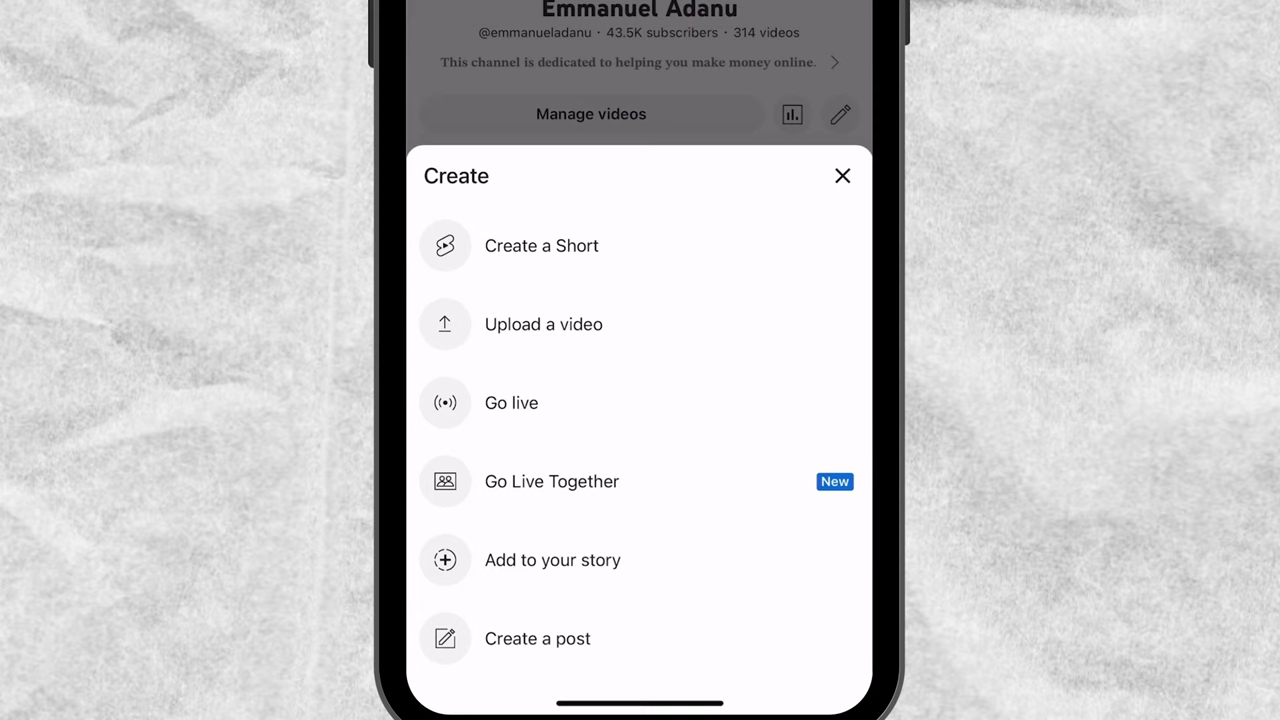 Emmanuel Adanu
@emmanueladanu · 43.5K subscribers · 314 videos
This channel is dedicated to helping you make money online.
Manage videos
Create
Create a Short
Upload a video
Go live
Go Live Together New
Add to your story
Create a post